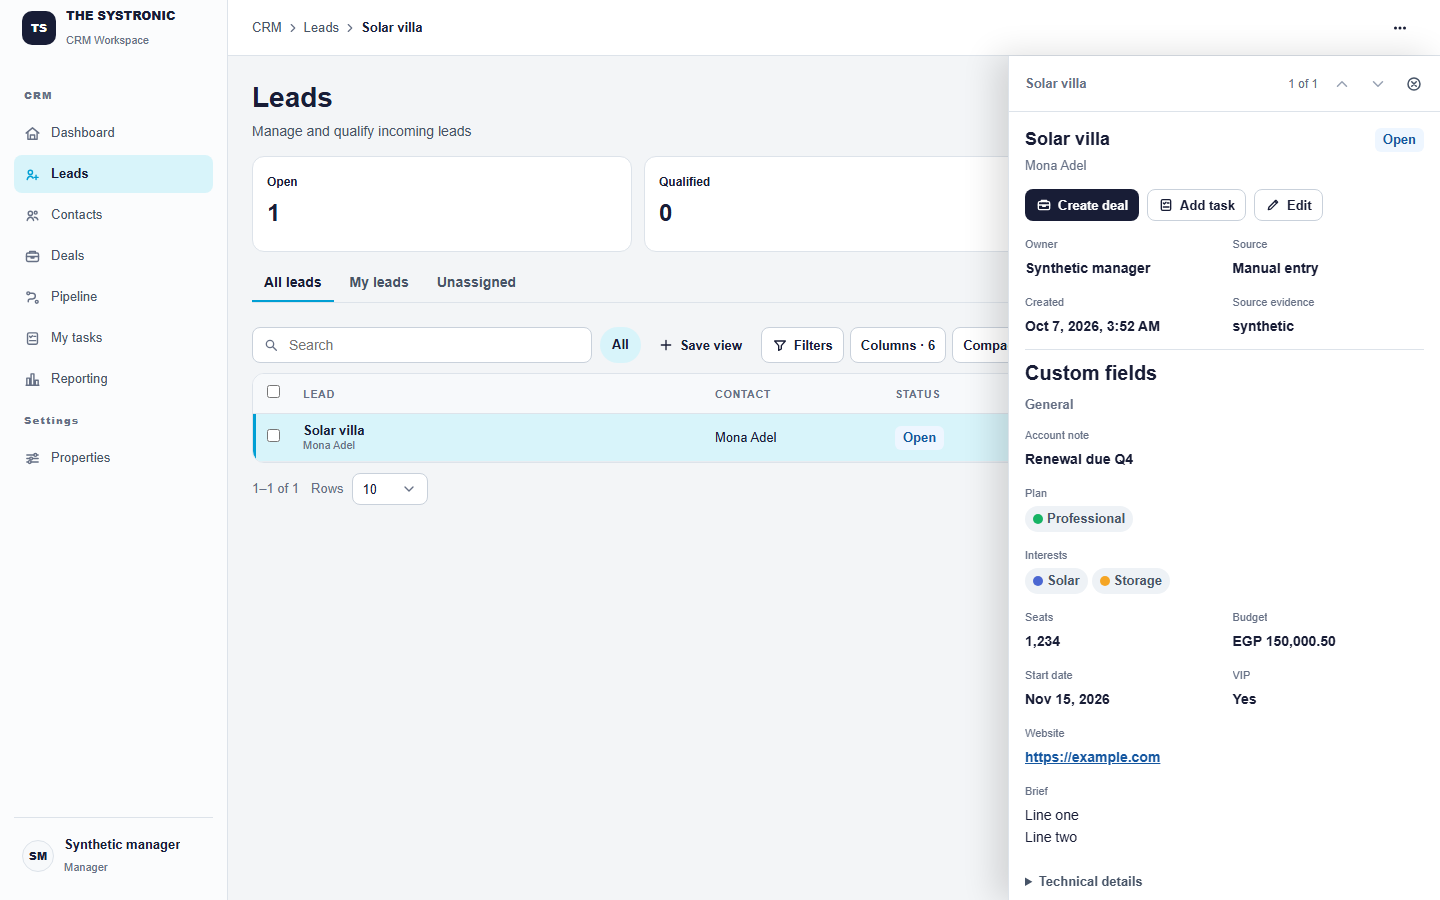 TS
THE SYSTRONIC
CRM Workspace
CRM
Dashboard
Leads
Contacts
Deals
Pipeline
My tasks
Reporting
Settings
Properties
SM
Synthetic manager
Manager
CRM > Leads > Solar villa
Leads
Manage and qualify incoming leads
Open
1
Qualified
0
All leads My leads Unassigned
Search
All
+ Save view
Filters
Columns · 6
Compa
LEAD CONTACT STATUS
Solar villa
Mona Adel
Mona Adel
Open
1–1 of 1 Rows 10
Solar villa
1 of 1
Solar villa
Open
Mona Adel
Create deal
Add task
Edit
Owner
Synthetic manager
Source
Manual entry
Created
Oct 7, 2026, 3:52 AM
Source evidence
synthetic
Custom fields
General
Account note
Renewal due Q4
Plan
Professional
Interests
Solar
Storage
Seats
1,234
Budget
EGP 150,000.50
Start date
Nov 15, 2026
VIP
Yes
Website
https://example.com
Brief
Line one
Line two
Technical details